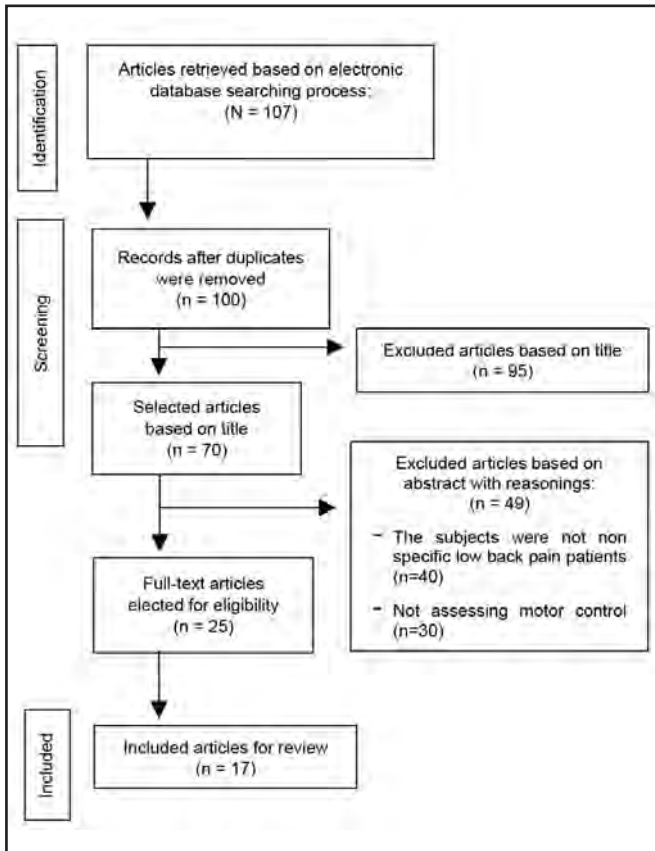 Identification
Articles retrieved based on electronic
database searching process:
(N = 107)
Screening
Records after duplicates
were removed
(n = 100)
Excluded articles based on title
(n = 95)
Selected articles
based on title
(n = 70)
Excluded articles based on
abstract with reasonings:
(n = 49)
- The subjects were not non
specific low back pain patients
(n=40)
- Not assessing motor control
(n=30)
Full-text articles
elected for eligibility
(n = 25)
Included
Included articles for review
(n = 17)